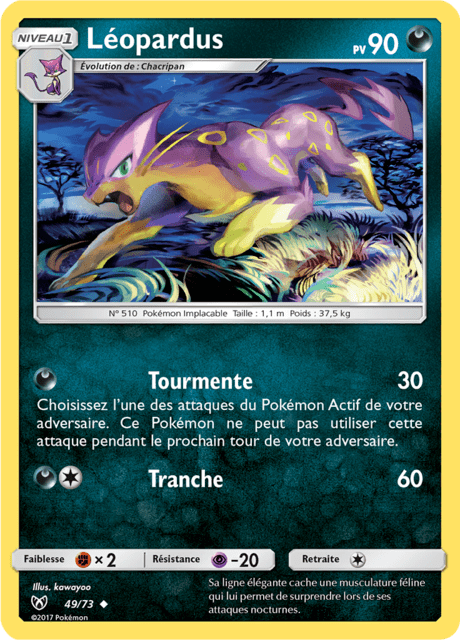 NIVEAU 1 Léopardus PV 90
Évolution de : Chacripan
N° 510 Pokémon Implacable Taille : 1,1 m Poids : 37,5 kg
Tourmente 30
Choisissez l'une des attaques du Pokémon Actif de votre
adversaire. Ce Pokémon ne peut pas utiliser cette
attaque pendant le prochain tour de votre adversaire.
Tranche 60
Faiblesse × 2 Résistance -20 Retraite
Illus. kawayoo
49/73
©2017 Pokémon
Sa ligne élégante cache une musculature féline
qui lui permet de surprendre lors de ses
attaques nocturnes.